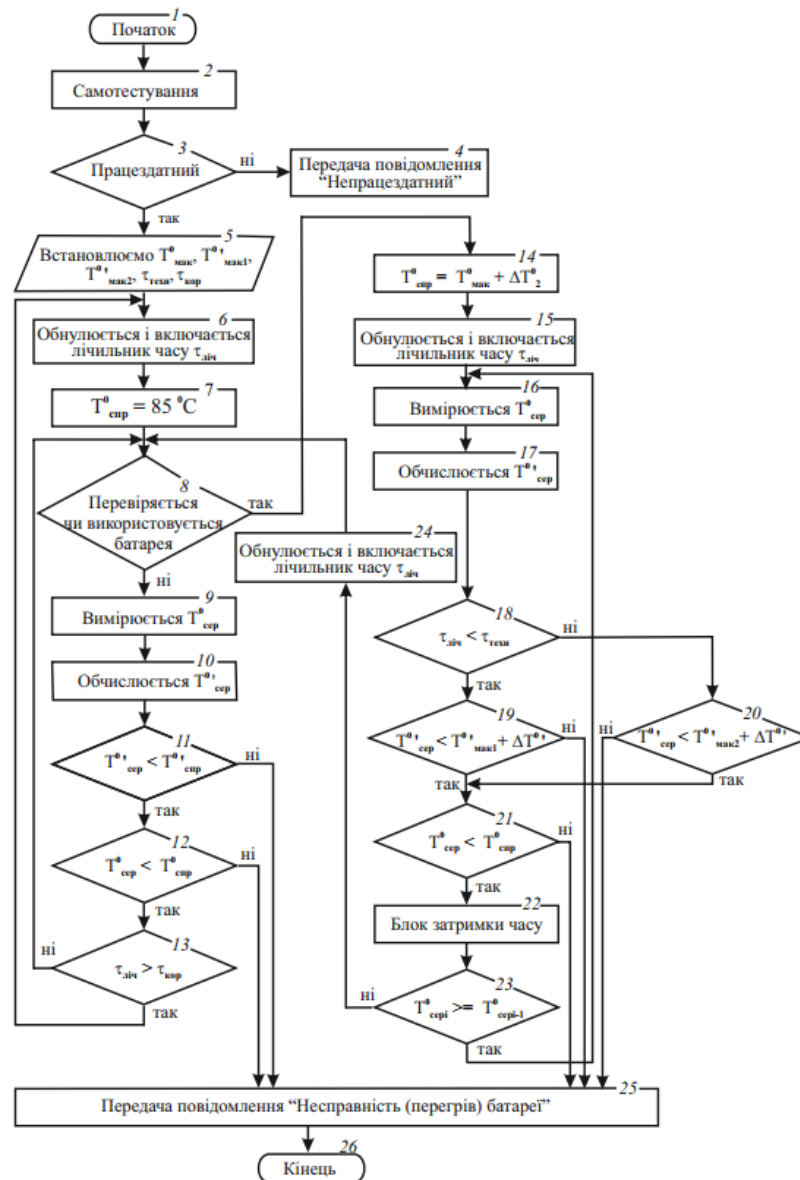 1
Початок
2
Самотестування
3
Працездатний
ні
так
4
Передача повідомлення
“Непрацездатний”
5
Встановлюємо T⁰мак, T⁰'мак1,
T⁰'мак2, τтехн, τкор
6
Обнулюється і включається
лічильник часу τліч
7
T⁰спр = 85 ⁰C
8
Перевіряється
чи використовується
батарея
так
ні
9
Вимірюється T⁰сер
10
Обчислюється T⁰'сер
11
T⁰'сер < T⁰'спр
ні
так
12
T⁰сер < T⁰спр
ні
так
13
τліч > τкор
ні
так
14
T⁰спр = T⁰мак + ΔT⁰2
15
Обнулюється і включається
лічильник часу τліч
16
Вимірюється T⁰сер
17
Обчислюється T⁰'сер
24
Обнулюється і включається
лічильник часу τліч
18
τліч < τтехн
ні
так
19
T⁰'сер < T⁰'мак1 + ΔT⁰'
ні
так
20
T⁰'сер < T⁰'мак2 + ΔT⁰'
ні
так
21
T⁰сер < T⁰спр
ні
так
22
Блок затримки часу
23
T⁰сері >= T⁰сері-1
ні
так
25
Передача повідомлення “Несправність (перегрів) батареї”
26
Кінець